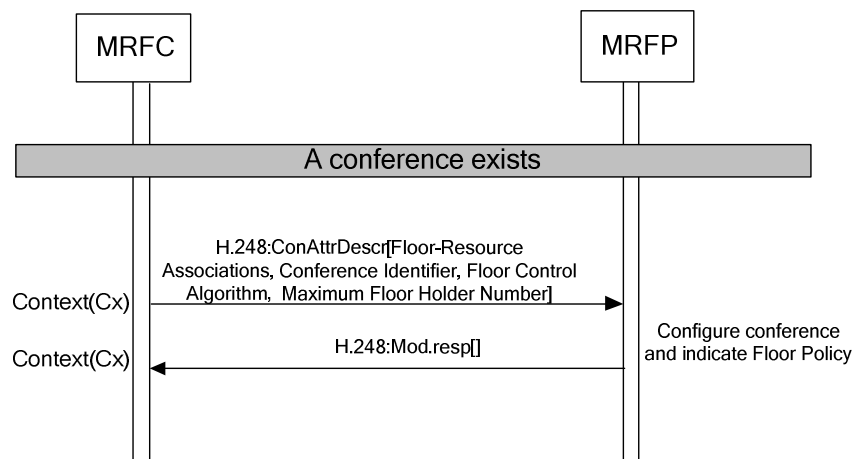 MRFC
MRFP
A conference exists
H.248:ConAttrDescr[Floor-Resource
Associations, Conference Identifier, Floor Control
Algorithm, Maximum Floor Holder Number]
Context(Cx)
Configure conference
and indicate Floor Policy
H.248:Mod.resp[]
Context(Cx)